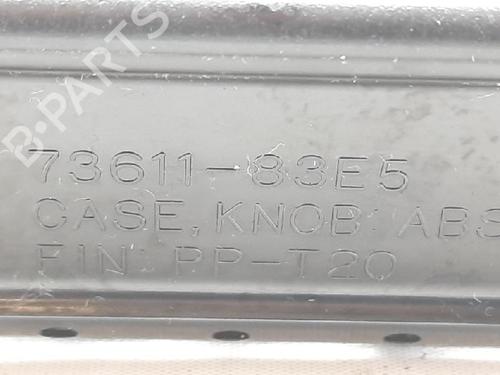 B-PARTS
73611-83E5
CASE, KNOB: ABS
FIN: PP-T20